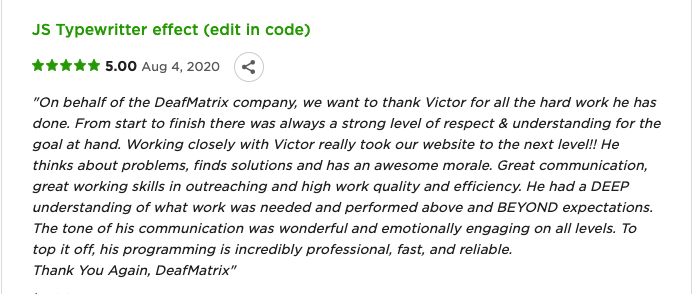 JS Typewritter effect (edit in code)
5.00 Aug 4, 2020
"On behalf of the DeafMatrix company, we want to thank Victor for all the hard work he has
done. From start to finish there was always a strong level of respect & understanding for the
goal at hand. Working closely with Victor really took our website to the next level!! He
thinks about problems, finds solutions and has an awesome morale. Great communication,
great working skills in outreaching and high work quality and efficiency. He had a DEEP
understanding of what work was needed and performed above and BEYOND expectations.
The tone of his communication was wonderful and emotionally engaging on all levels. To
top it off, his programming is incredibly professional, fast, and reliable.
Thank You Again, DeafMatrix"